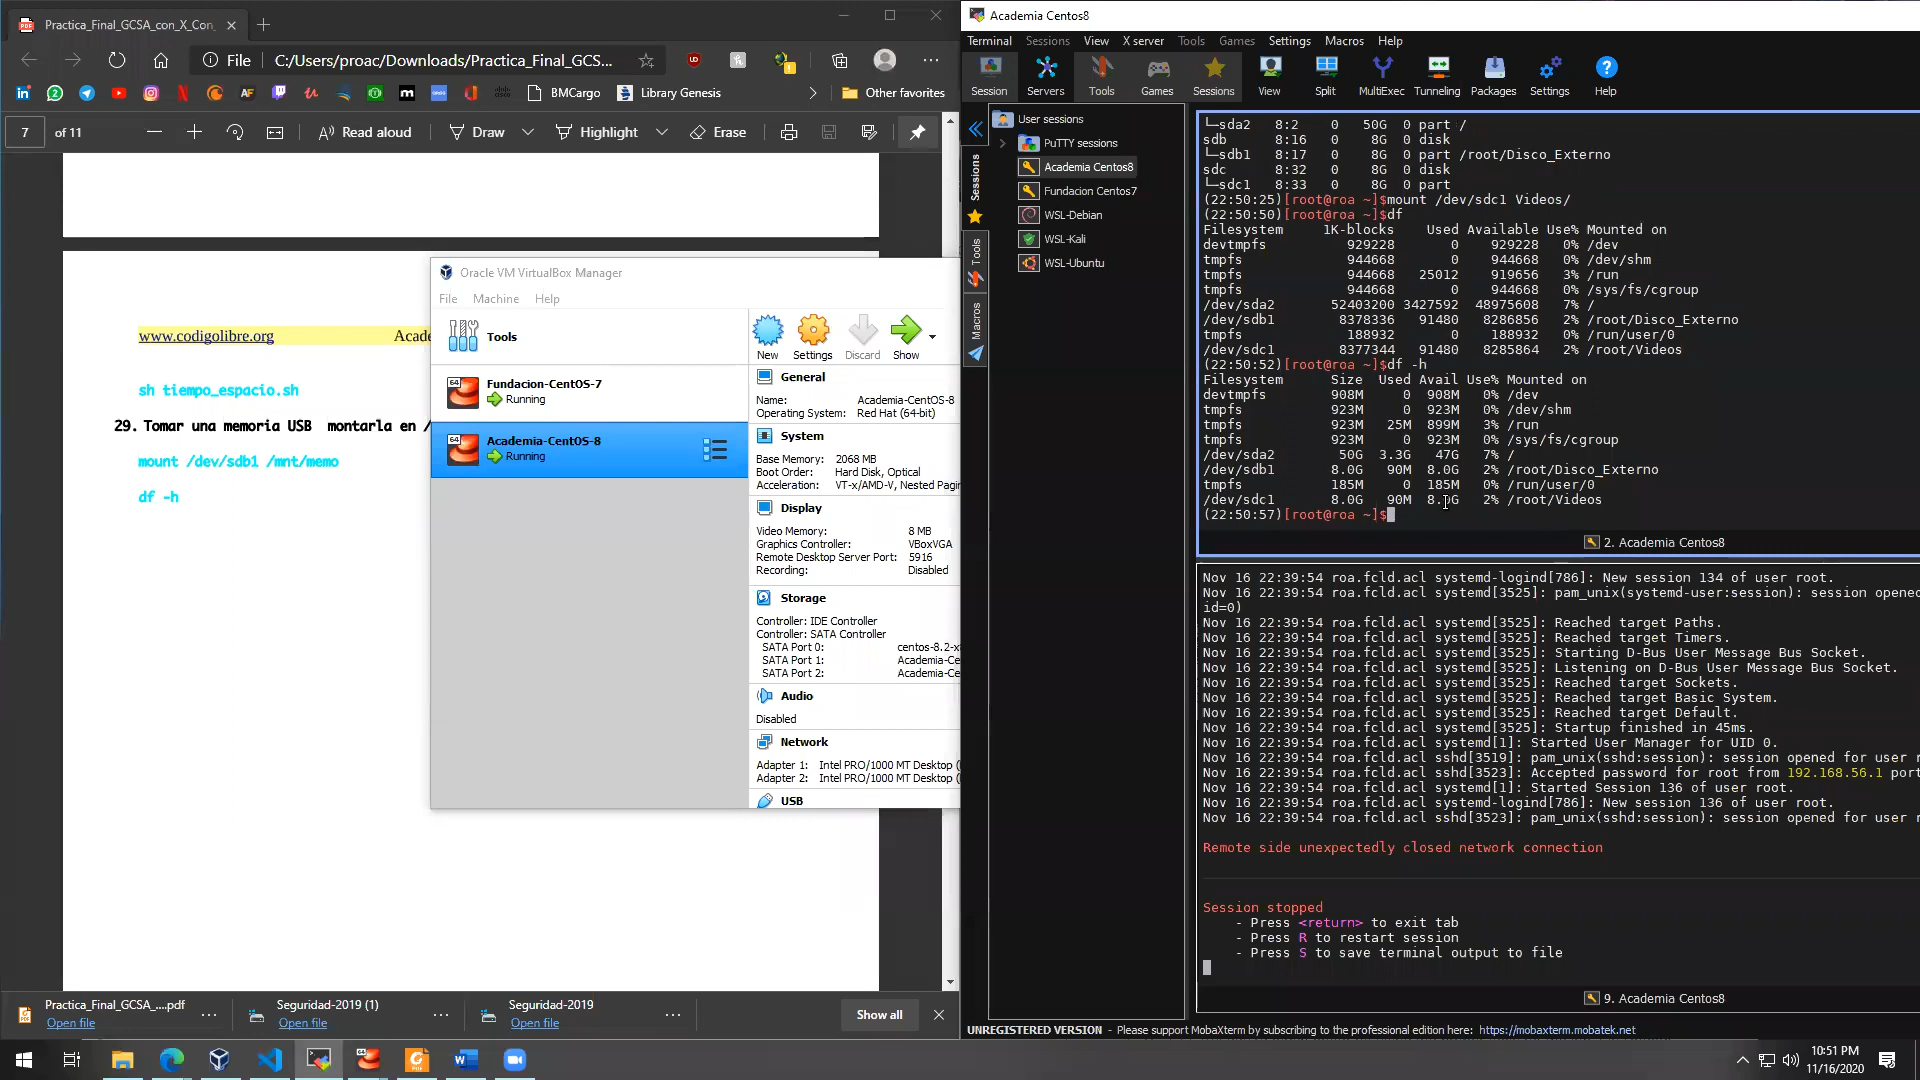 Practica_Final_GCSA_con_X_Con_
File
C:/Users/proac/Downloads/Practica_Final_GCS...
BMCargo
Library Genesis
Other favorites
7
of 11
Read aloud
Draw
Highlight
Erase
www.codigolibre.org
Acade
sh tiempo_espacio.sh
29. Tomar una memoria USB montarla en /
mount /dev/sdb1 /mnt/memo
df -h
Oracle VM VirtualBox Manager
File Machine Help
Tools
New
Settings
Discard
Show
Fundacion-CentOS-7
Running
Academia-CentOS-8
Running
General
Name: Academia-CentOS-8
Operating System: Red Hat (64-bit)
System
Base Memory: 2068 MB
Boot Order: Hard Disk, Optical
Acceleration: VT-x/AMD-V, Nested Pagin
Display
Video Memory: 8 MB
Graphics Controller: VBoxVGA
Remote Desktop Server Port: 5916
Recording: Disabled
Storage
Controller: IDE Controller
Controller: SATA Controller
SATA Port 0: centos-8.2-x
SATA Port 1: Academia-Ce
SATA Port 2: Academia-Ce
Audio
Disabled
Network
Adapter 1: Intel PRO/1000 MT Desktop (
Adapter 2: Intel PRO/1000 MT Desktop (
USB
Practica_Final_GCSA_....pdf
Open file
Seguridad-2019 (1)
Open file
Seguridad-2019
Open file
Show all
Academia Centos8
Terminal Sessions View X server Tools Games Settings Macros Help
Session Servers Tools Games Sessions View Split MultiExec Tunneling Packages Settings Help
Sessions
Tools
Macros
User sessions
PuTTY sessions
Academia Centos8
Fundacion Centos7
WSL-Debian
WSL-Kali
WSL-Ubuntu
└─sda2 8:2 0 50G 0 part /
sdb 8:16 0 8G 0 disk
└─sdb1 8:17 0 8G 0 part /root/Disco_Externo
sdc 8:32 0 8G 0 disk
└─sdc1 8:33 0 8G 0 part
(22:50:25)[root@roa ~]$mount /dev/sdc1 Videos/
(22:50:50)[root@roa ~]$df
Filesystem 1K-blocks Used Available Use% Mounted on
devtmpfs 929228 0 929228 0% /dev
tmpfs 944668 0 944668 0% /dev/shm
tmpfs 944668 25012 919656 3% /run
tmpfs 944668 0 944668 0% /sys/fs/cgroup
/dev/sda2 52403200 3427592 48975608 7% /
/dev/sdb1 8378336 91480 8286856 2% /root/Disco_Externo
tmpfs 188932 0 188932 0% /run/user/0
/dev/sdc1 8377344 91480 8285864 2% /root/Videos
(22:50:52)[root@roa ~]$df -h
Filesystem Size Used Avail Use% Mounted on
devtmpfs 908M 0 908M 0% /dev
tmpfs 923M 0 923M 0% /dev/shm
tmpfs 923M 25M 899M 3% /run
tmpfs 923M 0 923M 0% /sys/fs/cgroup
/dev/sda2 50G 3.3G 47G 7% /
/dev/sdb1 8.0G 90M 8.0G 2% /root/Disco_Externo
tmpfs 185M 0 185M 0% /run/user/0
/dev/sdc1 8.0G 90M 8.0G 2% /root/Videos
(22:50:57)[root@roa ~]$
2. Academia Centos8
Nov 16 22:39:54 roa.fcld.acl systemd-logind[786]: New session 134 of user root.
Nov 16 22:39:54 roa.fcld.acl systemd[3525]: pam_unix(systemd-user:session): session opened
id=0)
Nov 16 22:39:54 roa.fcld.acl systemd[3525]: Reached target Paths.
Nov 16 22:39:54 roa.fcld.acl systemd[3525]: Reached target Timers.
Nov 16 22:39:54 roa.fcld.acl systemd[3525]: Starting D-Bus User Message Bus Socket.
Nov 16 22:39:54 roa.fcld.acl systemd[3525]: Listening on D-Bus User Message Bus Socket.
Nov 16 22:39:54 roa.fcld.acl systemd[3525]: Reached target Sockets.
Nov 16 22:39:54 roa.fcld.acl systemd[3525]: Reached target Basic System.
Nov 16 22:39:54 roa.fcld.acl systemd[3525]: Reached target Default.
Nov 16 22:39:54 roa.fcld.acl systemd[3525]: Startup finished in 45ms.
Nov 16 22:39:54 roa.fcld.acl systemd[1]: Started User Manager for UID 0.
Nov 16 22:39:54 roa.fcld.acl sshd[3519]: pam_unix(sshd:session): session opened for user r
Nov 16 22:39:54 roa.fcld.acl sshd[3523]: Accepted password for root from 192.168.56.1 port
Nov 16 22:39:54 roa.fcld.acl systemd[1]: Started Session 136 of user root.
Nov 16 22:39:54 roa.fcld.acl systemd-logind[786]: New session 136 of user root.
Nov 16 22:39:54 roa.fcld.acl sshd[3523]: pam_unix(sshd:session): session opened for user r
Remote side unexpectedly closed network connection
Session stopped
- Press <return> to exit tab
- Press R to restart session
- Press S to save terminal output to file
9. Academia Centos8
UNREGISTERED VERSION - Please support MobaXterm by subscribing to the professional edition here: https://mobaxterm.mobatek.net
10:51 PM
11/16/2020